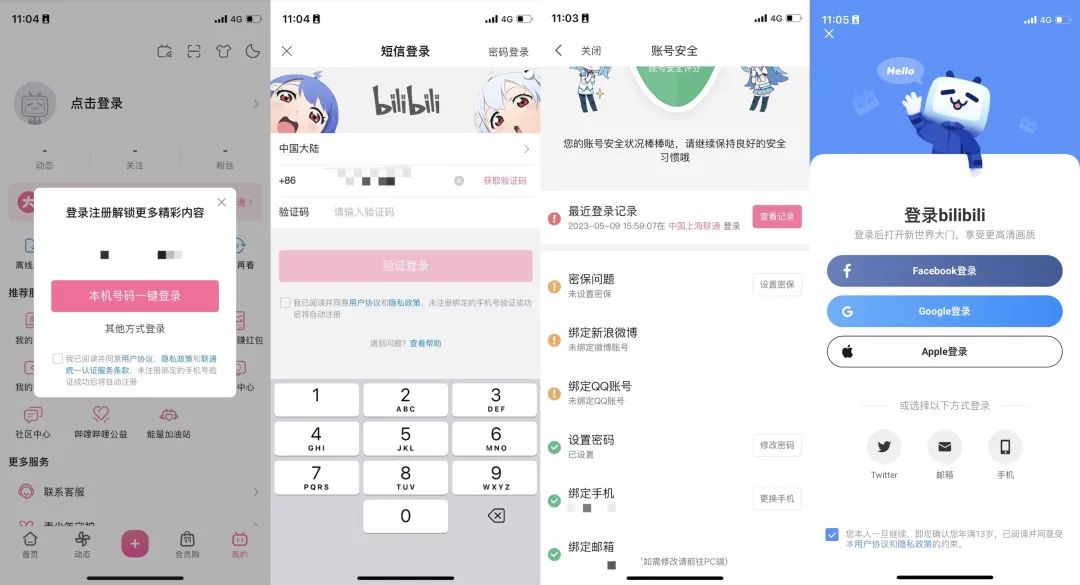 11:04
4G
点击登录
-
-
-
动态
关注
粉丝
大
通
登录注册解锁更多精彩内容
本机号码一键登录
其他方式登录
我已阅读并同意用户协议、隐私政策和联通
统一认证服务条款，未注册绑定的手机号验
证成功后将自动注册
离线
再看
推荐服
我的
赚红包
我的
中心
社区中心
哔哩哔哩公益
能量加油站
更多服务
联系客服
青少年守护
首页
动态
会员购
我的
11:04
4G
短信登录
密码登录
bilibili
中国大陆
+86
获取验证码
验证码
请输入验证码
验证登录
我已阅读并同意用户协议和隐私政策，未注册绑定的手机号验证成功
后将自动注册
遇到问题？查看帮助
1
2
ABC
3
DEF
4
GHI
5
JKL
6
MNO
7
PQRS
8
TUV
9
WXYZ
0
11:03
4G
关闭
账号安全
账号安全评分
您的账号安全状况棒棒哒，请继续保持良好的安全
习惯哦
最近登录记录
2023-05-09 15:59:07在 中国上海联通 登录
查看记录
密保问题
未设置密保
设置密保
绑定新浪微博
未绑定微博账号
绑定QQ账号
未绑定QQ账号
设置密码
已设置
修改密码
绑定手机
更换手机
绑定邮箱
(如需修改请前往PC端)
11:05
4G
Hello
登录bilibili
登录后打开新世界大门，享受更高清画质
Facebook登录
Google登录
Apple登录
或选择以下方式登录
Twitter
邮箱
手机
您本人一旦继续，即您确认您年满13岁，已阅读并同意受
本用户协议和隐私政策的约束。